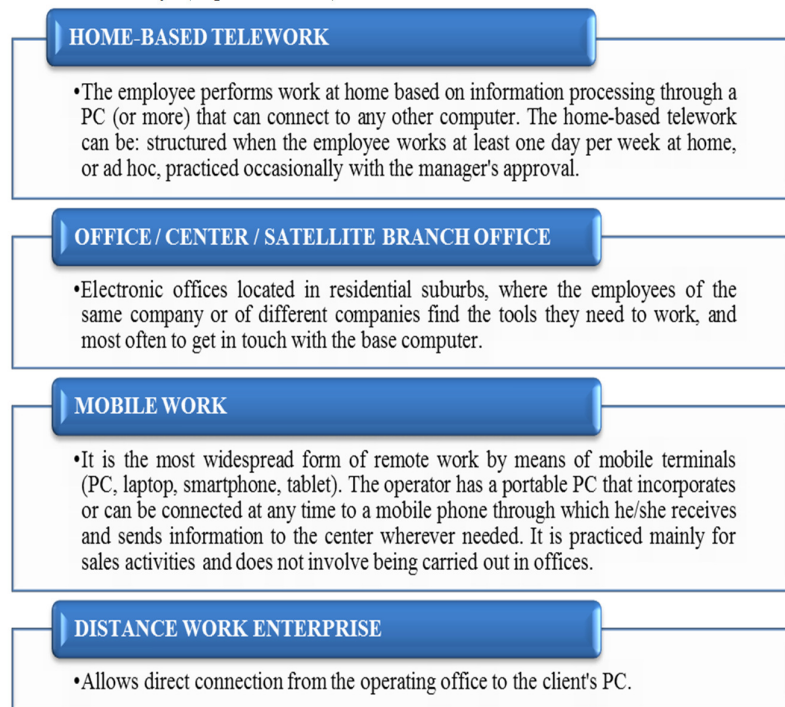 HOME-BASED TELEWORK
•The employee performs work at home based on information processing through a
PC (or more) that can connect to any other computer. The home-based telework
can be: structured when the employee works at least one day per week at home,
or ad hoc, practiced occasionally with the manager's approval.
OFFICE / CENTER / SATELLITE BRANCH OFFICE
•Electronic offices located in residential suburbs, where the employees of the
same company or of different companies find the tools they need to work, and
most often to get in touch with the base computer.
MOBILE WORK
•It is the most widespread form of remote work by means of mobile terminals
(PC, laptop, smartphone, tablet). The operator has a portable PC that incorporates
or can be connected at any time to a mobile phone through which he/she receives
and sends information to the center wherever needed. It is practiced mainly for
sales activities and does not involve being carried out in offices.
DISTANCE WORK ENTERPRISE
•Allows direct connection from the operating office to the client's PC.